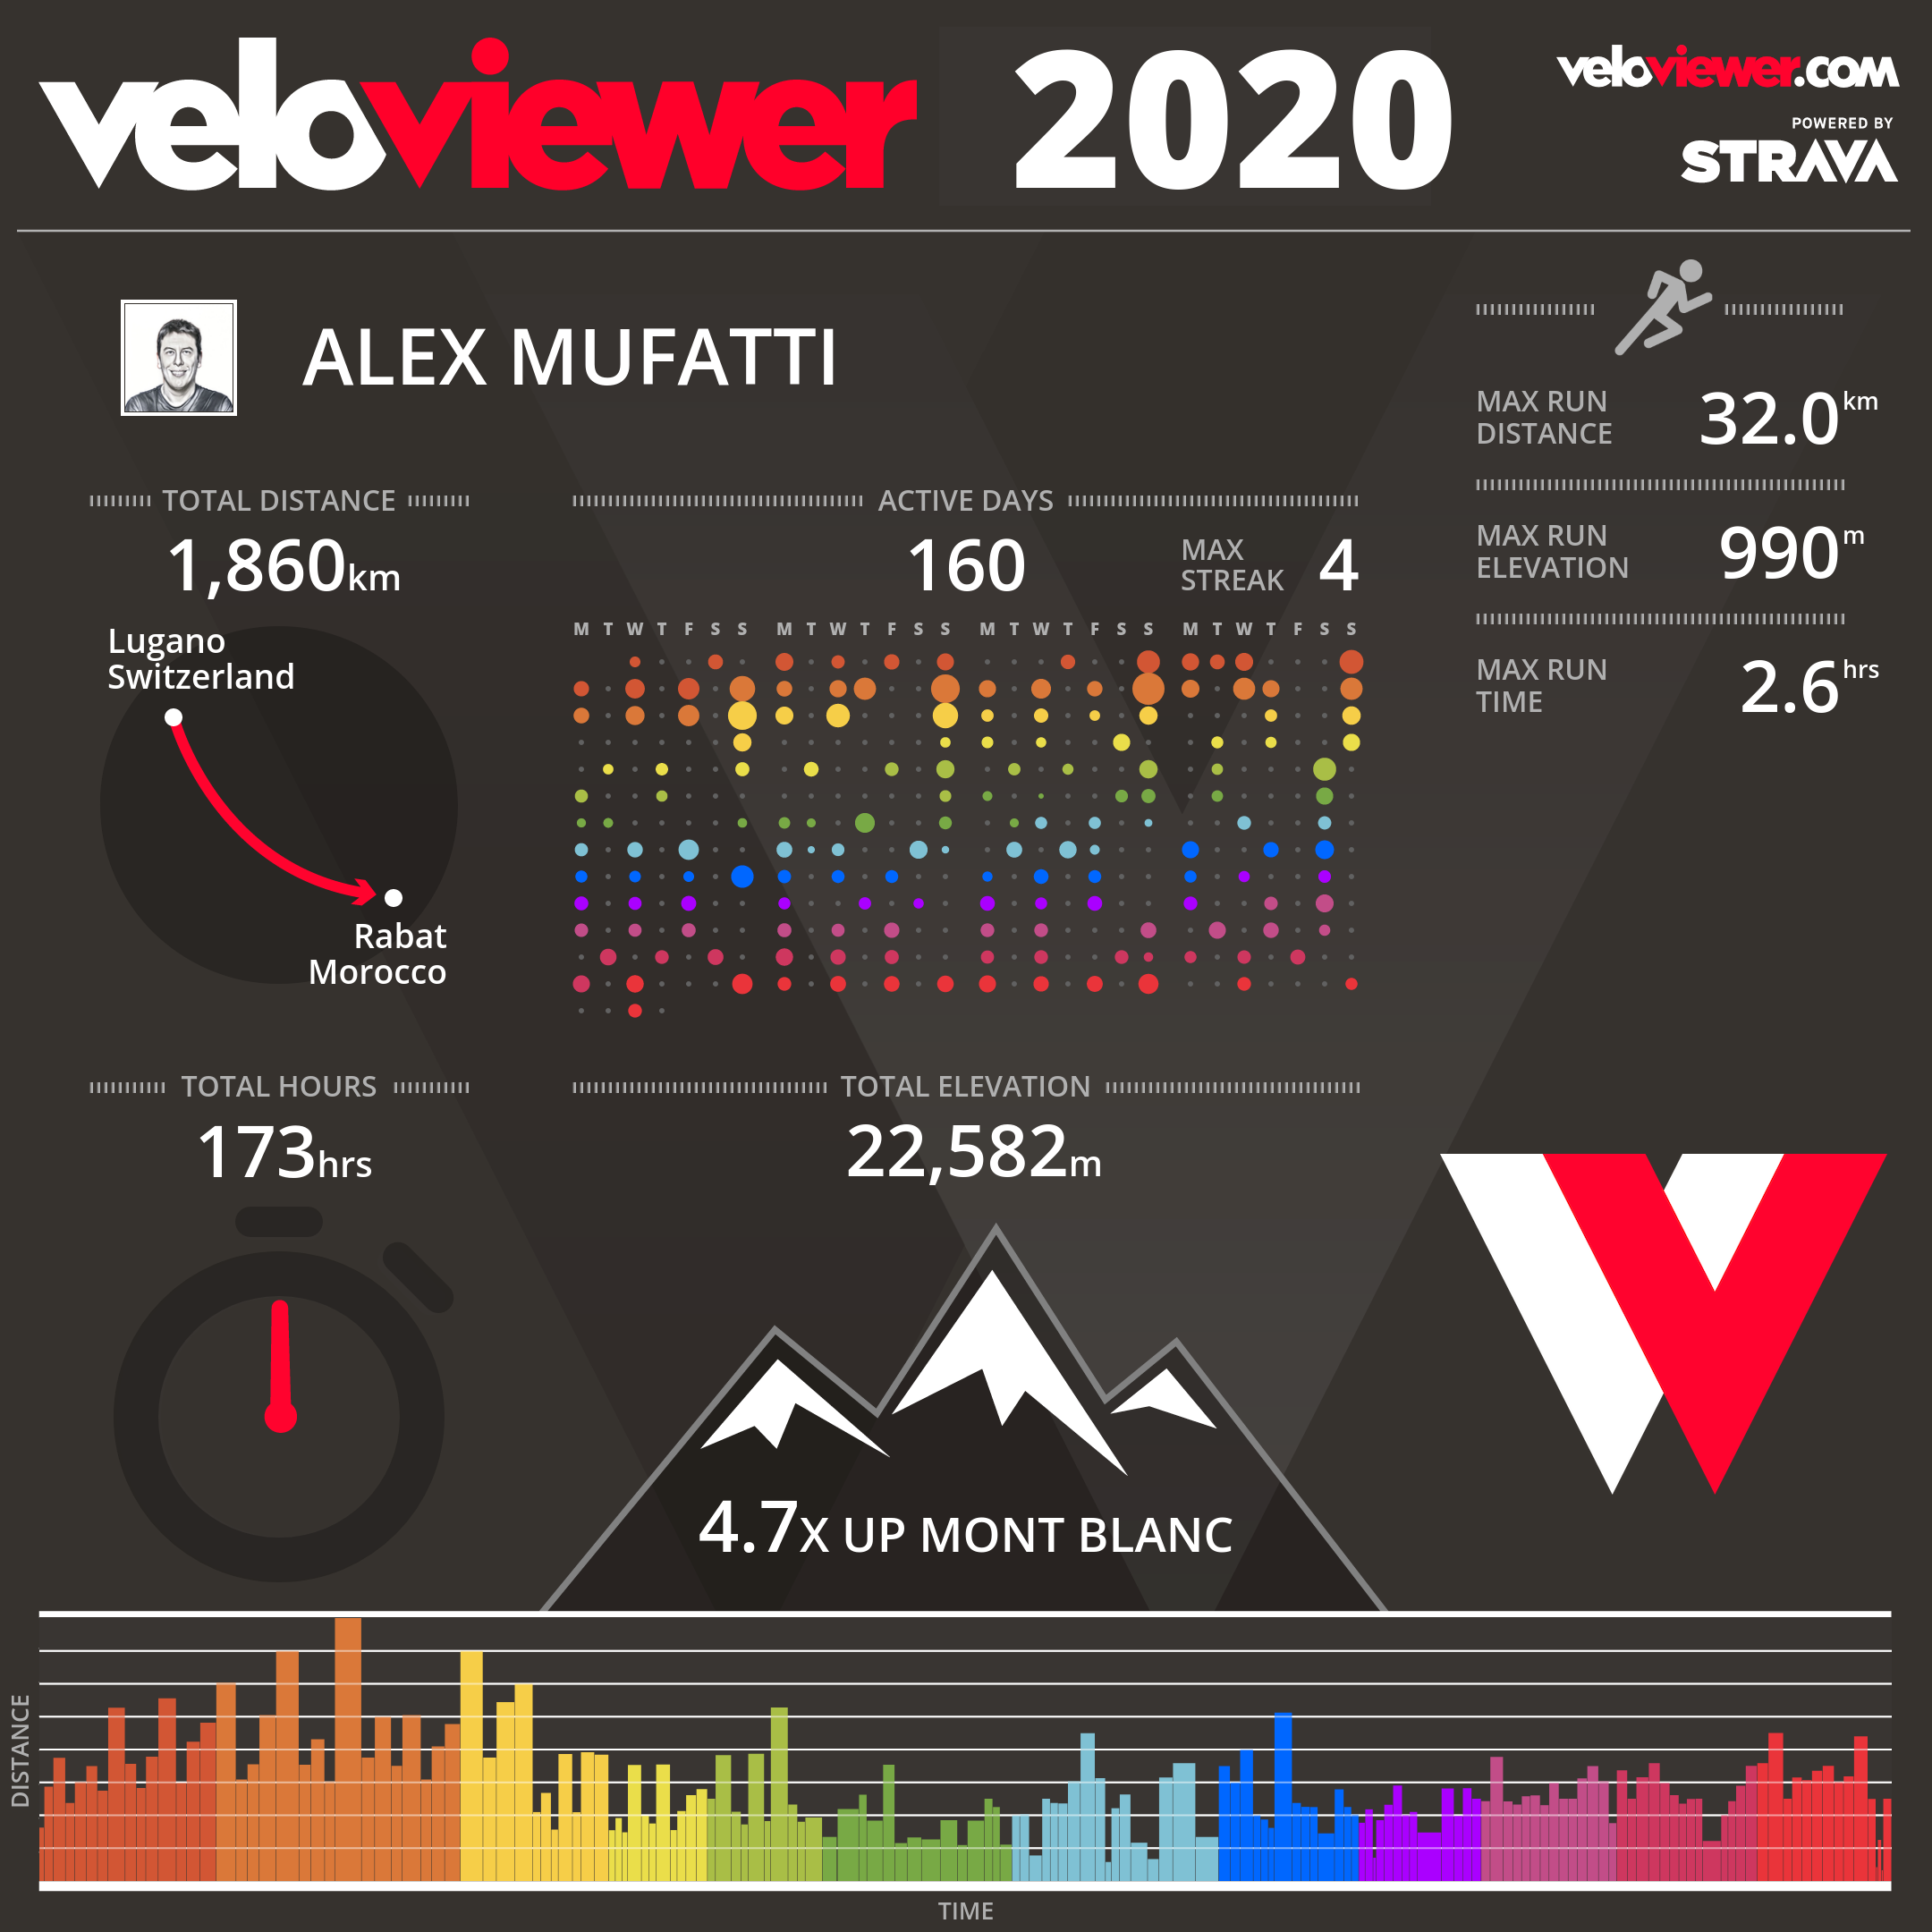 veloviewer 2020
veloviewer.com
POWERED BY
STRAVA
ALEX MUFATTI
MAX RUN
DISTANCE
32.0 km
MAX RUN
ELEVATION
990 m
MAX RUN
TIME
2.6 hrs
TOTAL DISTANCE
1,860km
Lugano
Switzerland
Rabat
Morocco
ACTIVE DAYS
160
MAX
STREAK
4
M T W T F S S M T W T F S S M T W T F S S M T W T F S S
TOTAL HOURS
173hrs
TOTAL ELEVATION
22,582m
4.7X UP MONT BLANC
DISTANCE
TIME